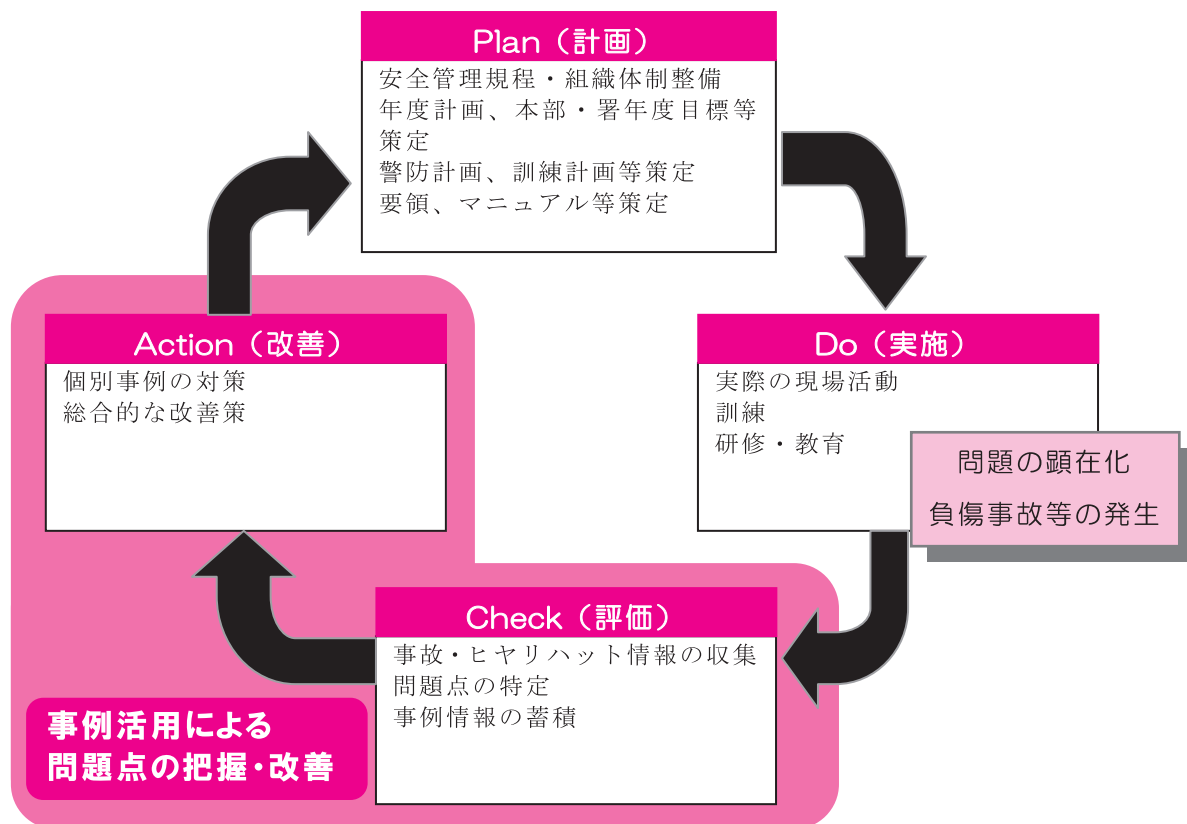 Plan（計画）
安全管理規程・組織体制整備
年度計画、本部・署年度目標等
策定
警防計画、訓練計画等策定
要領、マニュアル等策定
Do（実施）
実際の現場活動
訓練
研修・教育
問題の顕在化
負傷事故等の発生
Check（評価）
事故・ヒヤリハット情報の収集
問題点の特定
事例情報の蓄積
Action（改善）
個別事例の対策
総合的な改善策
事例活用による
問題点の把握・改善